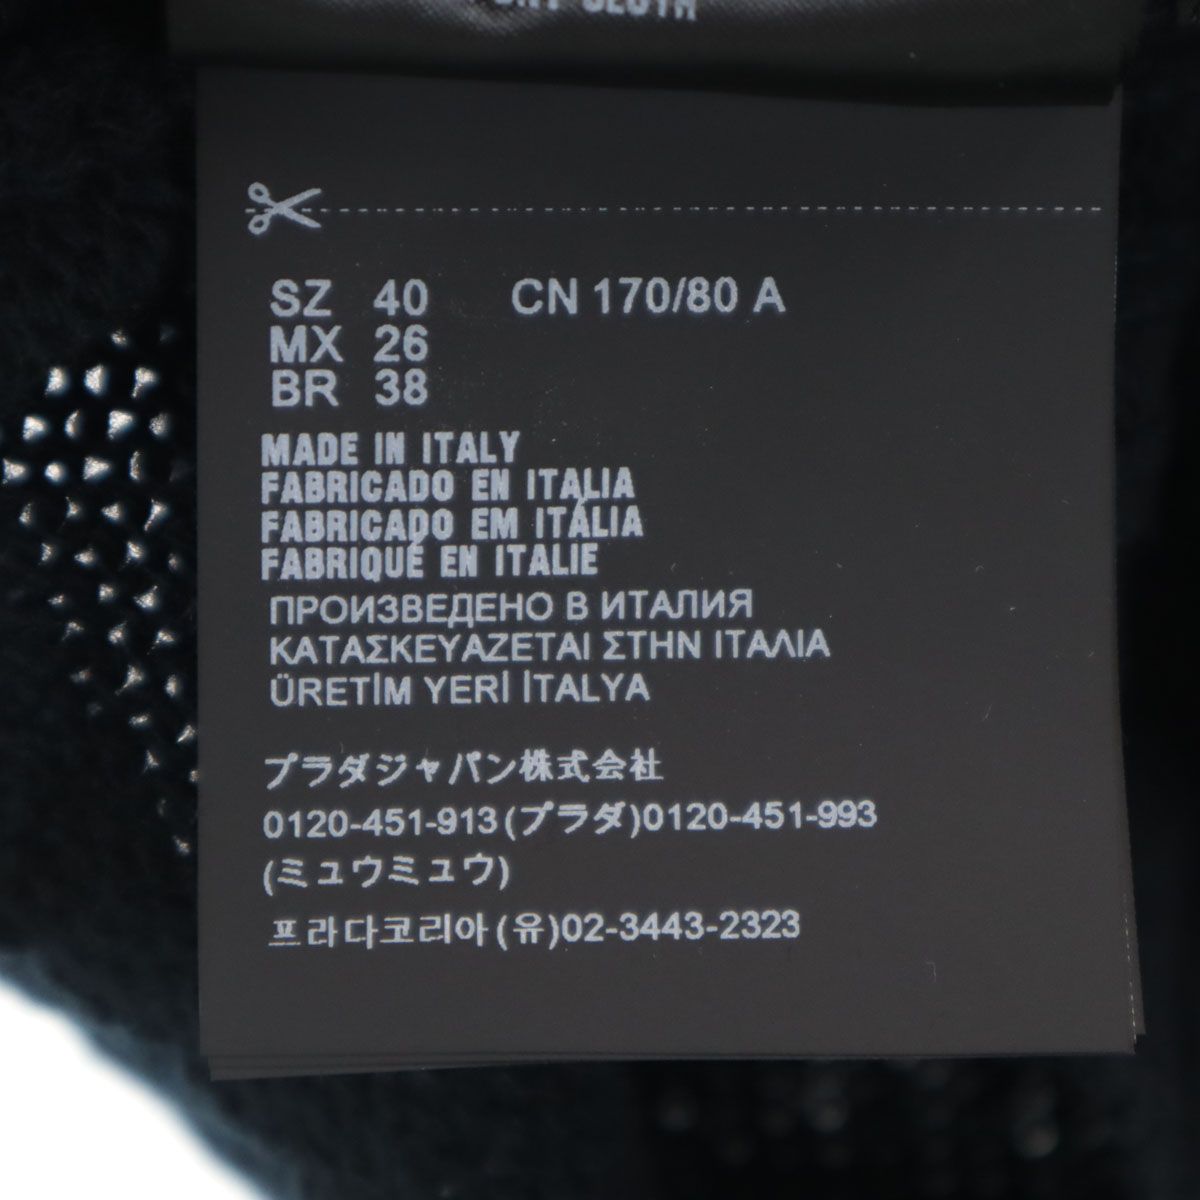 SZ 40 CN 170/80 A
MX 26
BR 38
MADE IN ITALY
FABRICADO EN ITALIA
FABRICADO EM ITÁLIA
FABRIQUÉ EN ITALIE
ПРОИЗВЕДЕНО В ИТАЛИЯ
ΚΑΤΑΣΚΕΥΑΖΕΤΑΙ ΣΤΗΝ ΙΤΑΛΙΑ
ÜRETİM YERİ İTALYA
プラダジャパン株式会社
0120-451-913(プラダ)0120-451-993
(ミュウミュウ)
프라다코리아(유)02-3443-2323